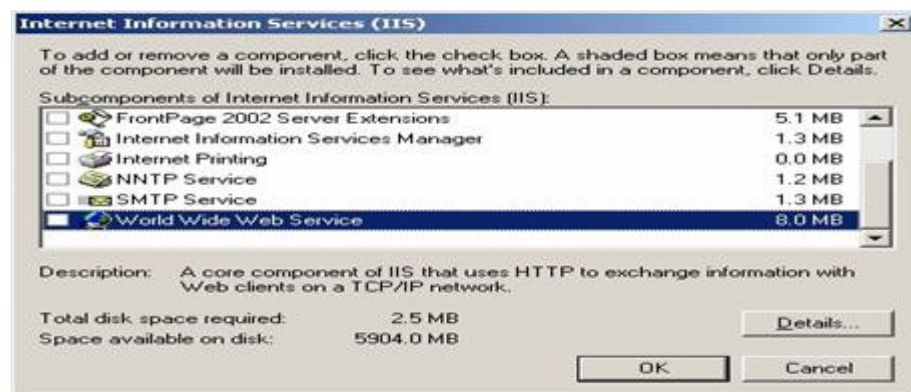 Internet Information Services (IIS)
To add or remove a component, click the check box. A shaded box means that only part
of the component will be installed. To see what's included in a component, click Details.
Subcomponents of Internet Information Services (IIS):
FrontPage 2002 Server Extensions 5.1 MB
Internet Information Services Manager 1.3 MB
Internet Printing 0.0 MB
NNTP Service 1.2 MB
SMTP Service 1.3 MB
World Wide Web Service 8.0 MB
Description: A core component of IIS that uses HTTP to exchange information with
Web clients on a TCP/IP network.
Total disk space required: 2.5 MB
Space available on disk: 5904.0 MB
Details...
OK Cancel